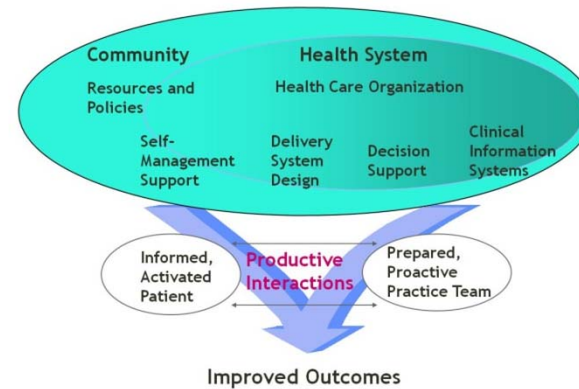 Community
Health System
Resources and
Policies
Health Care Organization
Self-
Management
Support
Delivery
System
Design
Decision
Support
Clinical
Information
Systems
Informed,
Activated
Patient
Productive
Interactions
Prepared,
Proactive
Practice Team
Improved Outcomes